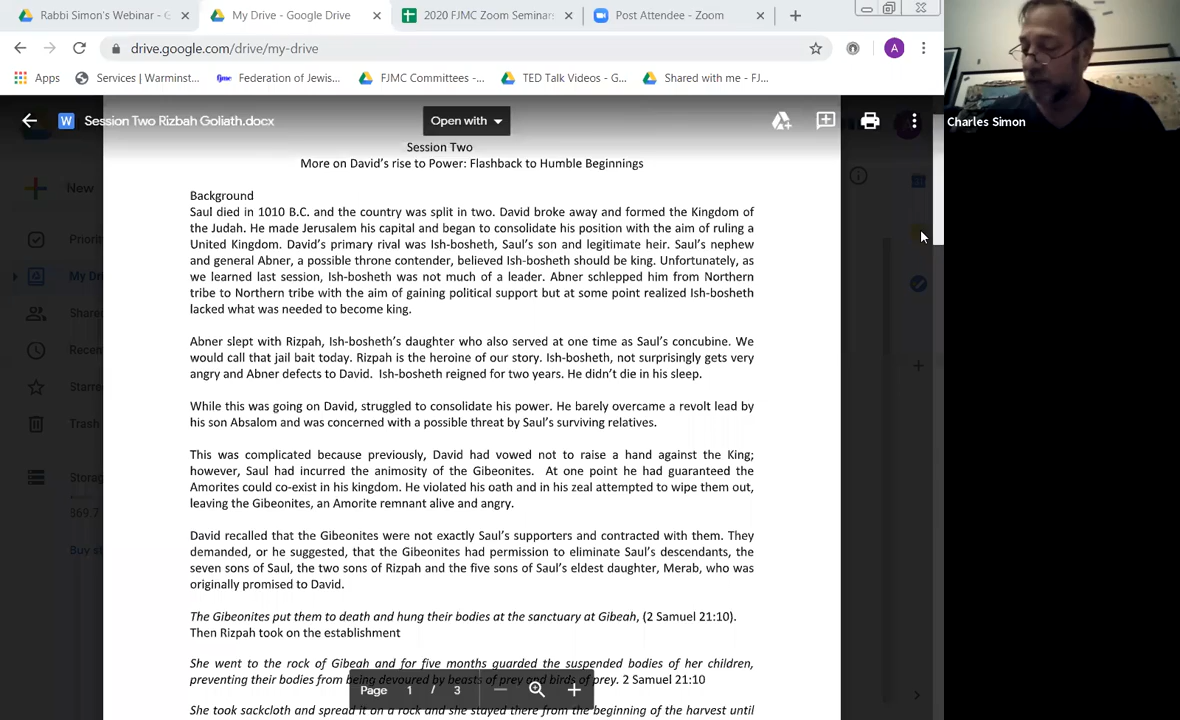 Rabbi Simon's Webinar - G
My Drive - Google Drive
2020 FJMC Zoom Seminar
Post Attendee - Zoom
drive.google.com/drive/my-drive
A
Apps
Services | Warminst...
fjmc
Federation of Jewis...
FJMC Committees -...
TED Talk Videos - G...
Shared with me - FJ...
W
Session Two Rizbah Goliath.docx
Open with
Charles Simon
Session Two
More on David's rise to Power: Flashback to Humble Beginnings
New
Background
Saul died in 1010 B.C. and the country was split in two. David broke away and formed the Kingdom of
the Judah. He made Jerusalem his capital and began to consolidate his position with the aim of ruling a
United Kingdom. David's primary rival was Ish-bosheth, Saul's son and legitimate heir. Saul's nephew
and general Abner, a possible throne contender, believed Ish-bosheth should be king. Unfortunately, as
we learned last session, Ish-bosheth was not much of a leader. Abner schlepped him from Northern
tribe to Northern tribe with the aim of gaining political support but at some point realized Ish-bosheth
lacked what was needed to become king.
Abner slept with Rizpah, Ish-bosheth's daughter who also served at one time as Saul's concubine. We
would call that jail bait today. Rizpah is the heroine of our story. Ish-bosheth, not surprisingly gets very
angry and Abner defects to David. Ish-bosheth reigned for two years. He didn't die in his sleep.
While this was going on David, struggled to consolidate his power. He barely overcame a revolt lead by
his son Absalom and was concerned with a possible threat by Saul's surviving relatives.
This was complicated because previously, David had vowed not to raise a hand against the King;
however, Saul had incurred the animosity of the Gibeonites. At one point he had guaranteed the
Amorites could co-exist in his kingdom. He violated his oath and in his zeal attempted to wipe them out,
leaving the Gibeonites, an Amorite remnant alive and angry.
David recalled that the Gibeonites were not exactly Saul's supporters and contracted with them. They
demanded, or he suggested, that the Gibeonites had permission to eliminate Saul's descendants, the
seven sons of Saul, the two sons of Rizpah and the five sons of Saul's eldest daughter, Merab, who was
originally promised to David.
The Gibeonites put them to death and hung their bodies at the sanctuary at Gibeah, (2 Samuel 21:10).
Then Rizpah took on the establishment
She went to the rock of Gibeah and for five months guarded the suspended bodies of her children,
preventing their bodies from being devoured by beasts of prey and birds of prey. 2 Samuel 21:10
She took sackcloth and spread it on a rock and she stayed there from the beginning of the harvest until
Priorit
My Dri
Shared
Recen
Starre
Trash
Storag
869.7
Buy st
Page 1 / 3